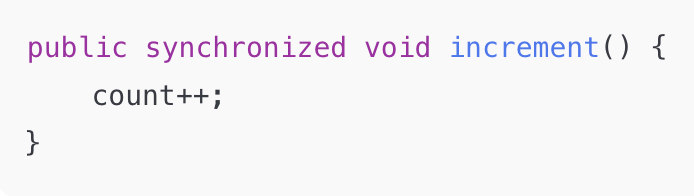 public synchronized void increment() {
    count++;
}